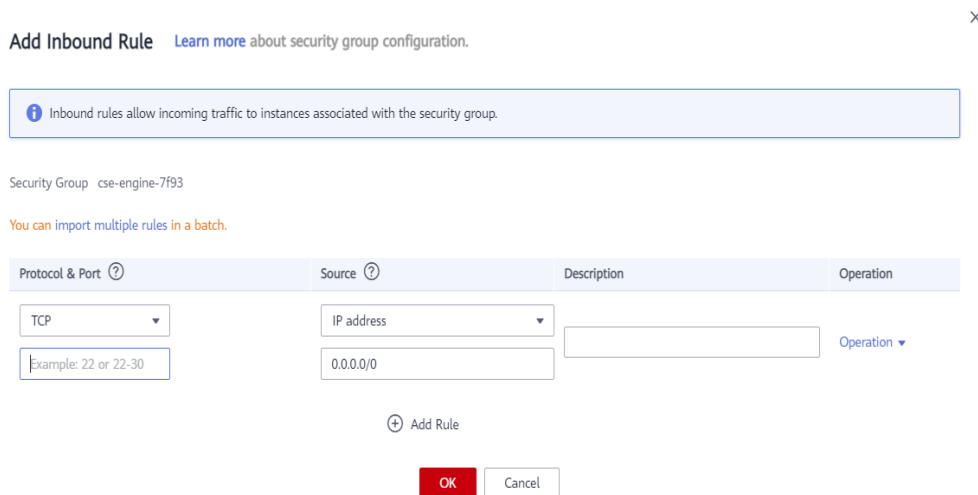 Add Inbound Rule Learn more about security group configuration.
Inbound rules allow incoming traffic to instances associated with the security group.
Security Group cse-engine-7f93
You can import multiple rules in a batch.
Protocol & Port Source Description Operation
TCP IP address
Operation
Example: 22 or 22-30 0.0.0.0/0
Add Rule
OK Cancel